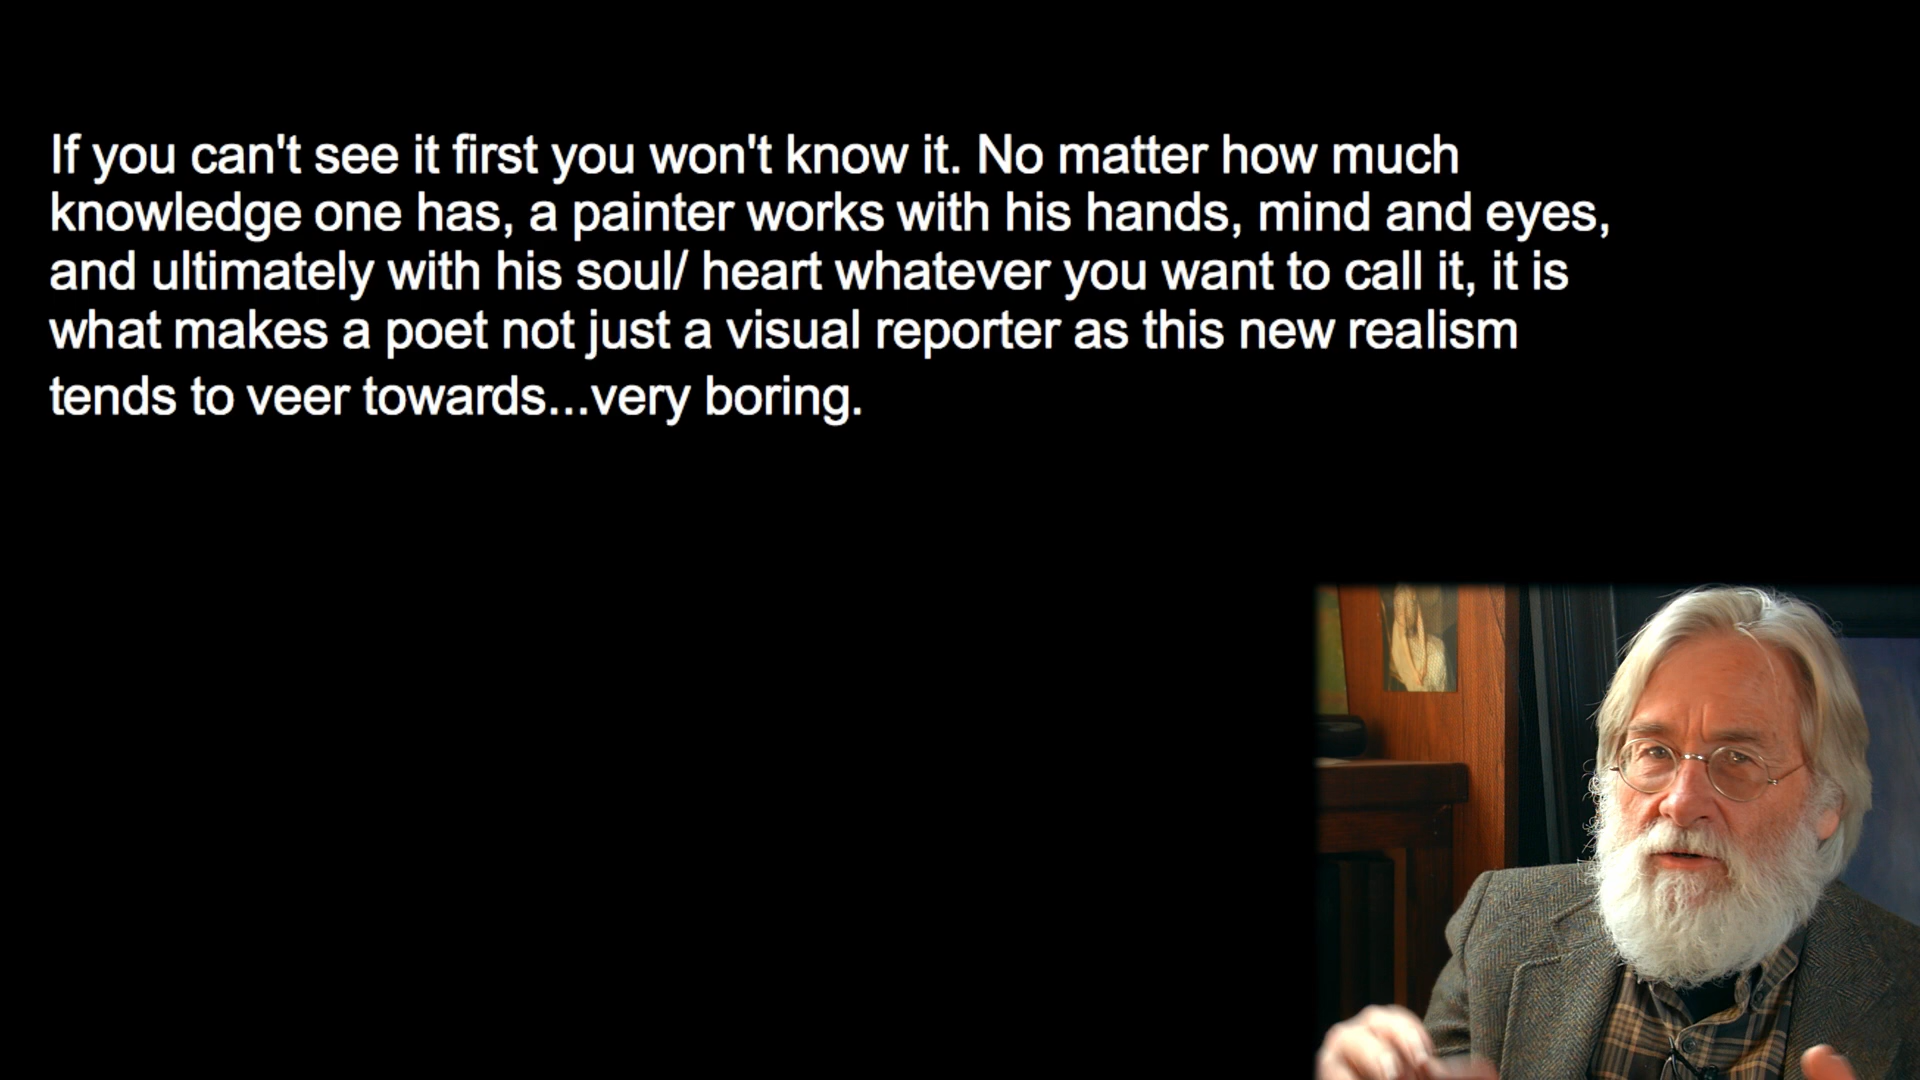 If you can't see it first you won't know it. No matter how much
knowledge one has, a painter works with his hands, mind and eyes,
and ultimately with his soul/ heart whatever you want to call it, it is
what makes a poet not just a visual reporter as this new realism
tends to veer towards...very boring.